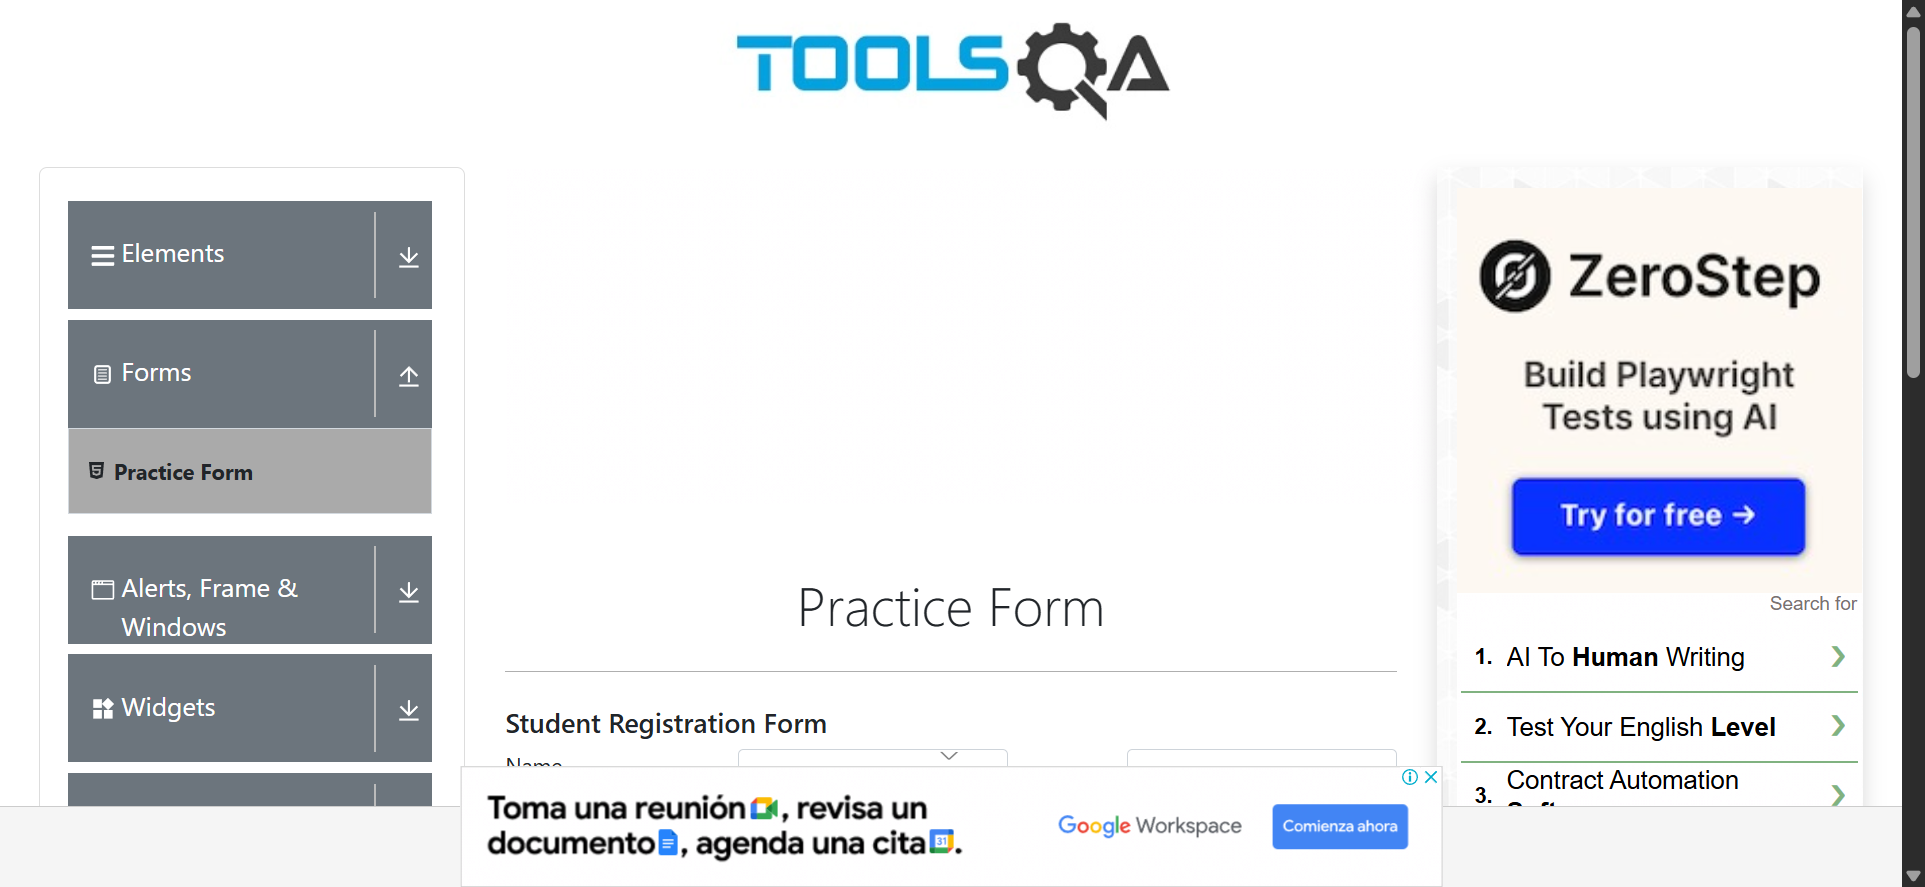 TOOLSQA
Elements
Forms
Practice Form
Alerts, Frame &
Windows
Widgets
Practice Form
Student Registration Form
Name
ZeroStep
Build Playwright
Tests using AI
Try for free →
Search for
1. AI To Human Writing
2. Test Your English Level
3. Contract Automation
Toma una reunión, revisa un
documento, agenda una cita.
31
Google Workspace
Comienza ahora